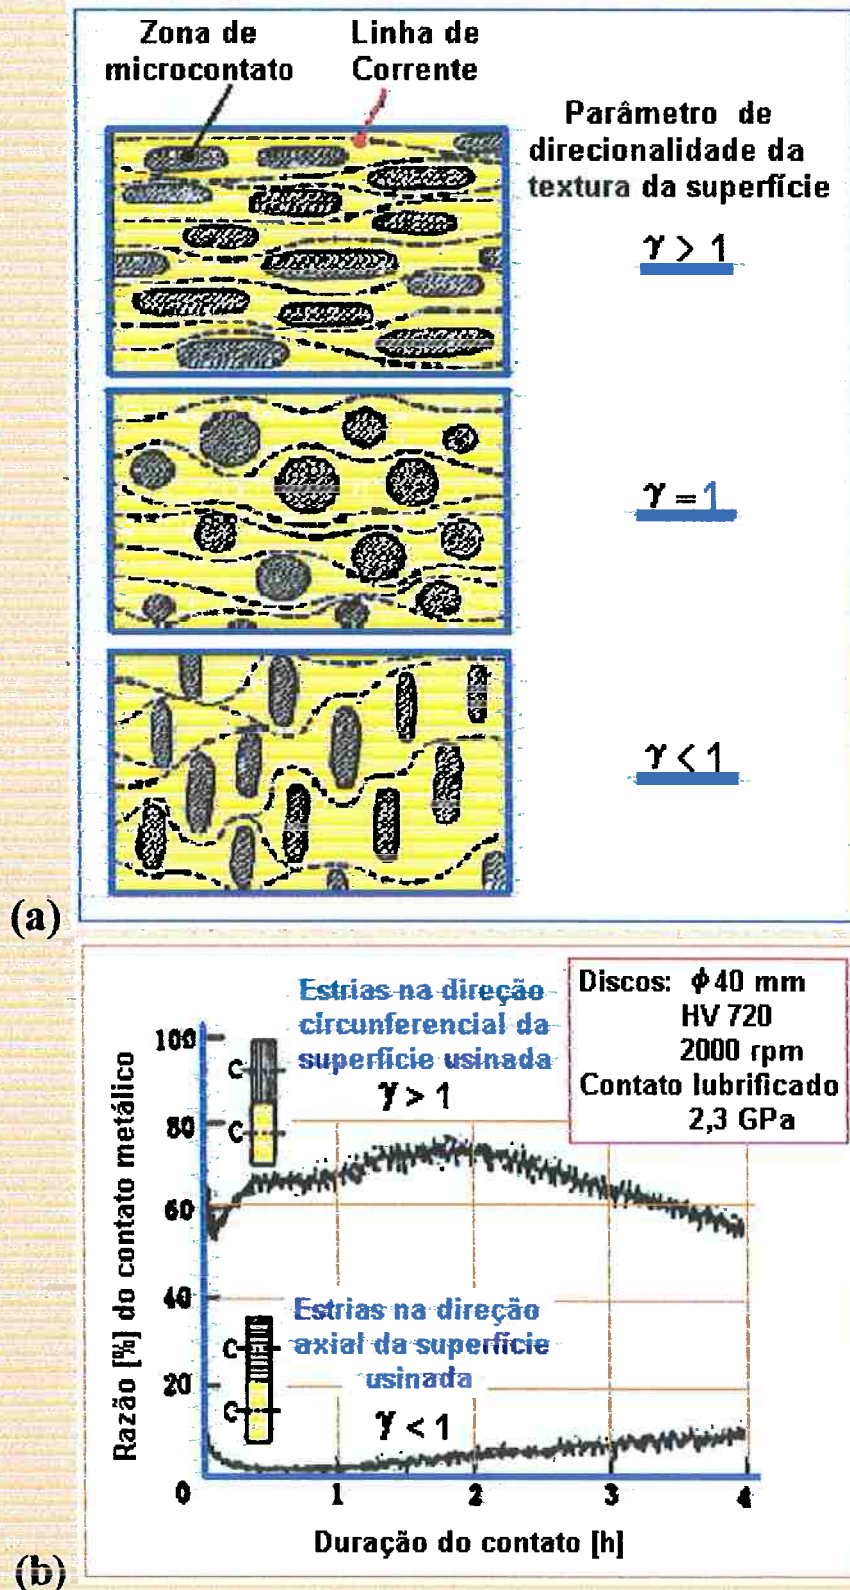 Zona de
microcontato
Linha de
Corrente
Parâmetro de
direcionalidade da
textura da superfície
γ > 1
γ = 1
γ < 1
(a)
Estrias na direção
circunferencial da
superfície usinada
γ > 1
Discos: ϕ 40 mm
HV 720
2000 rpm
Contato lubrificado
2,3 GPa
Razão [%] do contato metálico
100
80
60
40
20
0
C
C
Estrias na direção
axial da superfície
usinada
γ < 1
C
C
1
2
3
4
Duração do contato [h]
(b)